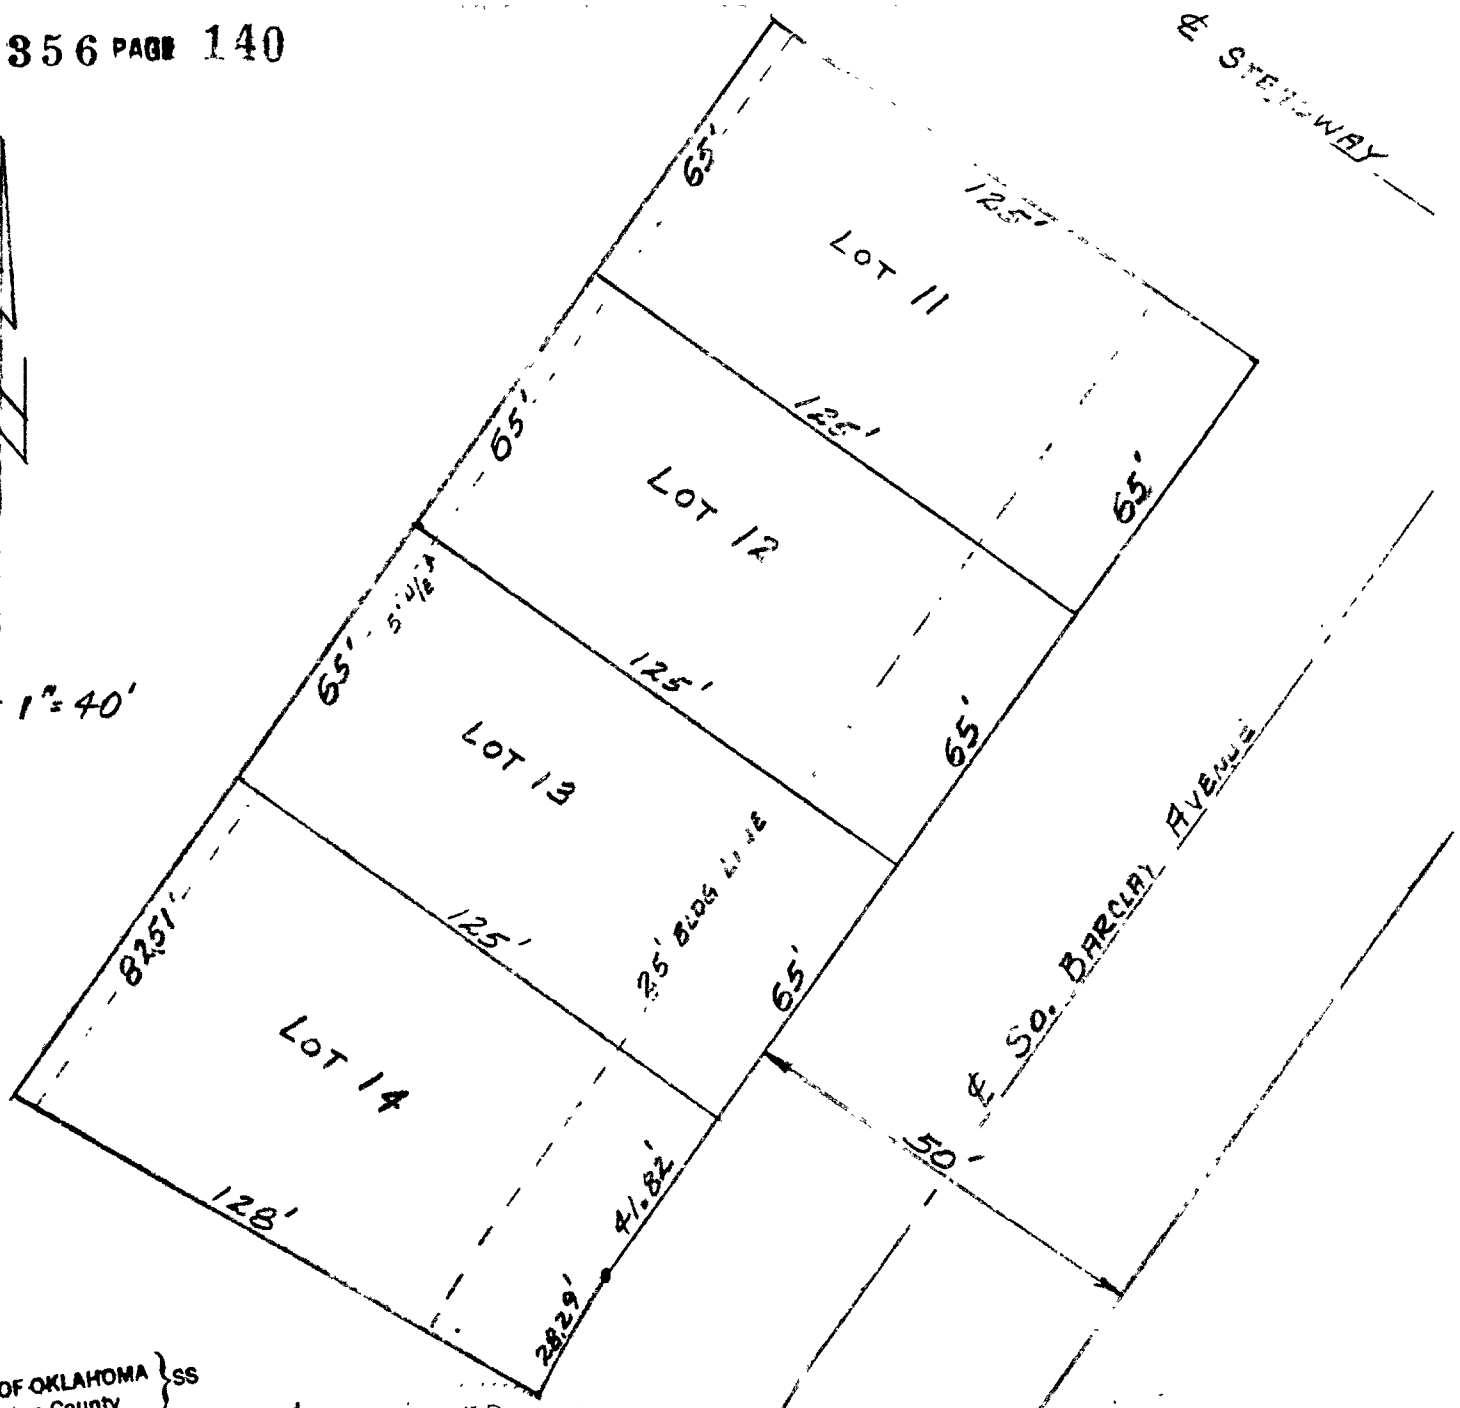 356 PAGE 140
℄ STEINWAY
65'
125'
LOT 11
65'
125'
65'
LOT 12
5' U/E
65'
125'
65'
1"=40'
LOT 13
25' BLDG LINE
℄ SO. BARCLAY AVENUE
82.51'
125'
65'
LOT 14
50'
128'
41.82'
28.29'
OF OKLAHOMA } SS
County